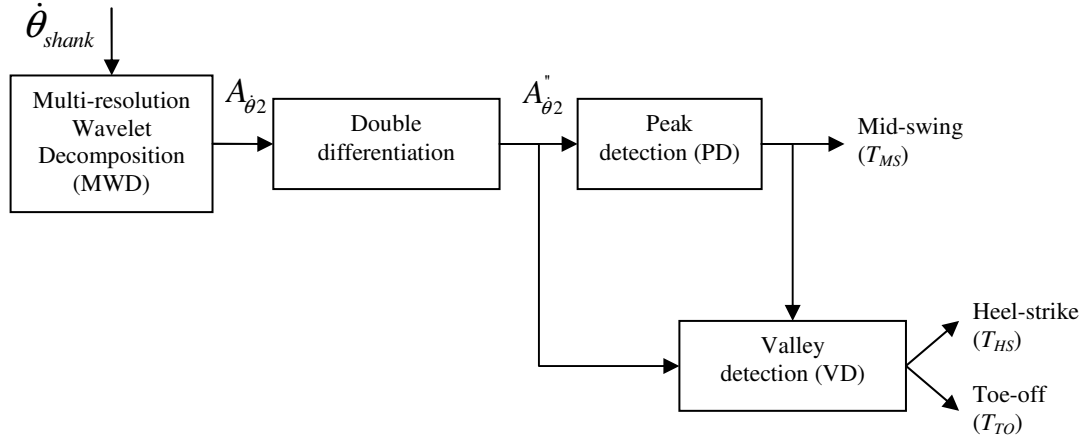 θ̇shank
Multi-resolution
Wavelet
Decomposition
(MWD)
Aθ̇2
Double
differentiation
A"θ̇2
Peak
detection (PD)
Mid-swing
(TMS)
Valley
detection (VD)
Heel-strike
(THS)
Toe-off
(TTO)